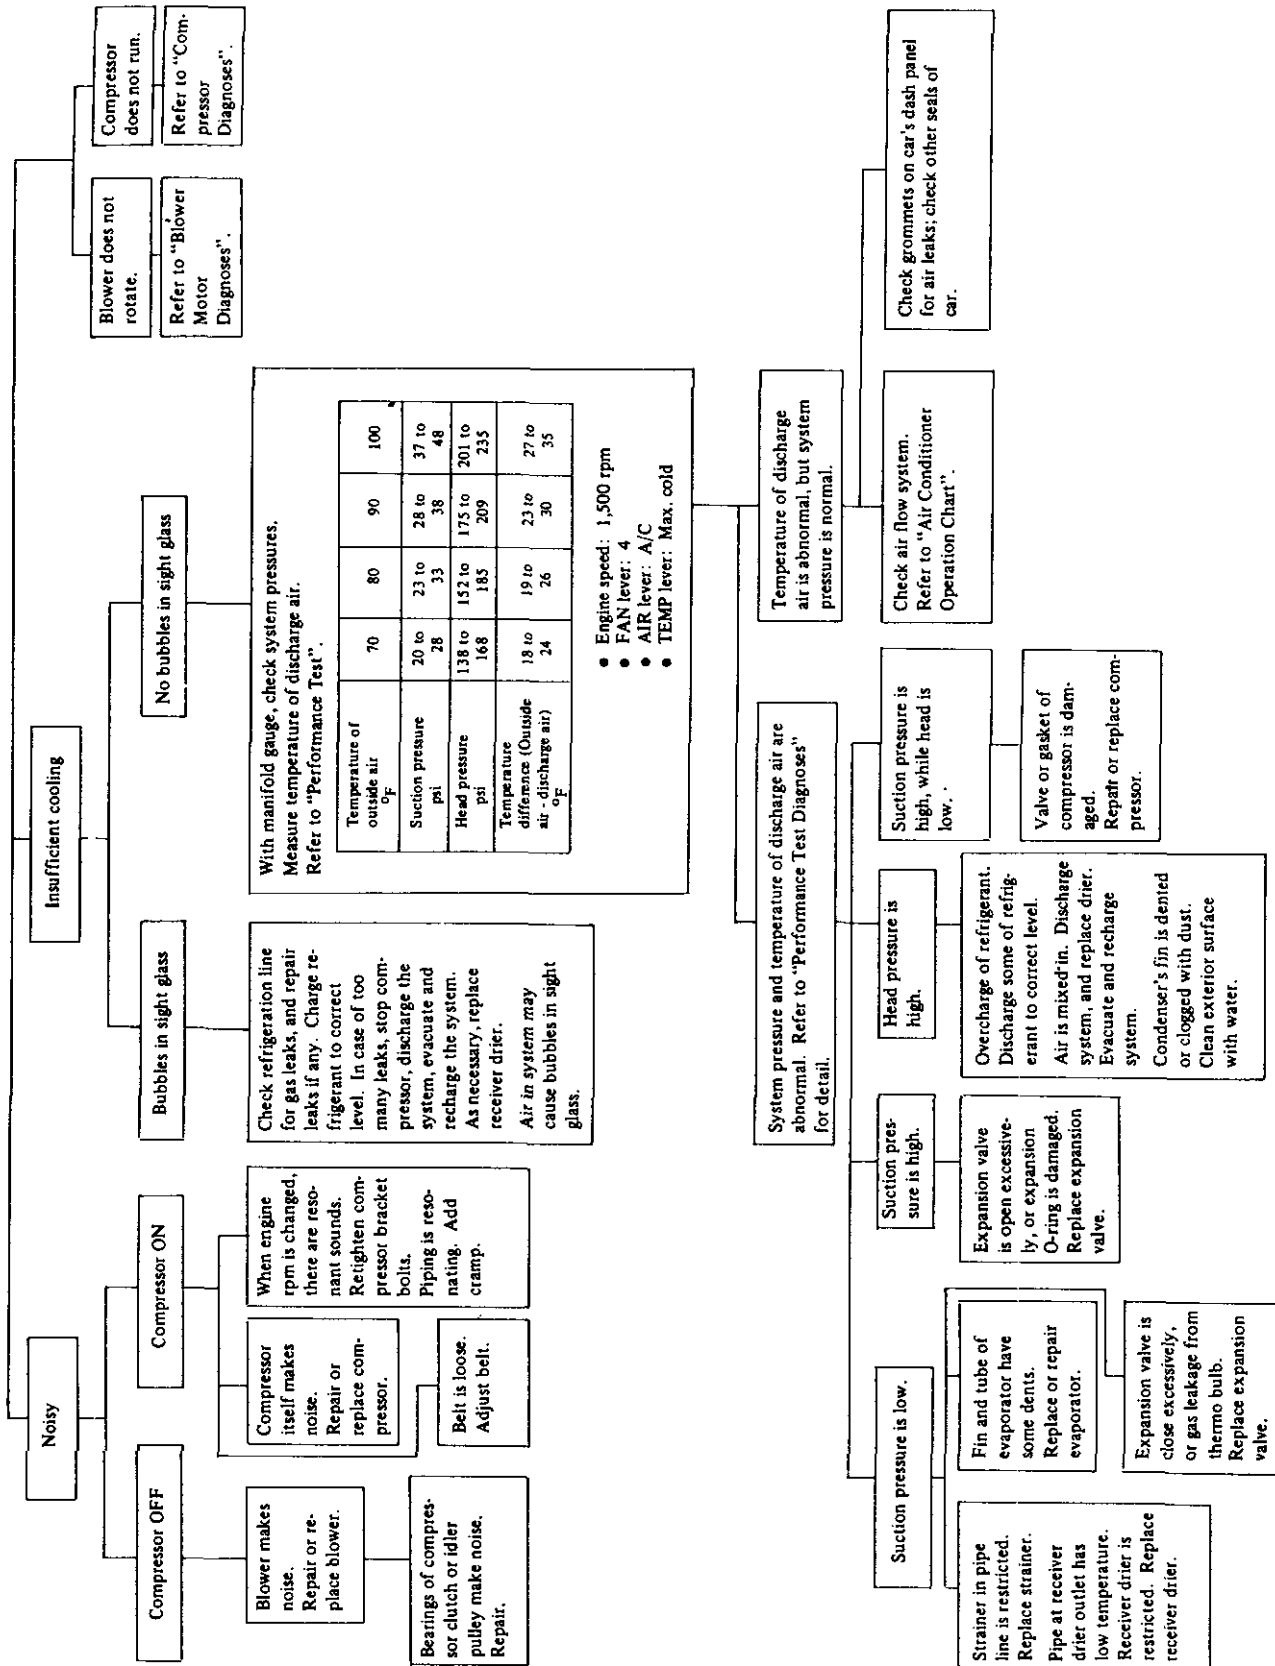 Noisy
Compressor OFF
Blower makes
noise.
Repair or re-
place blower.
Bearings of compres-
sor clutch or idler
pulley make noise.
Repair.
Compressor ON
Compressor
itself makes
noise.
Repair or
replace com-
pressor.
Belt is loose.
Adjust belt.
When engine
rpm is changed,
there are reso-
nant sounds.
Retighten com-
pressor bracket
bolts.
Piping is reso-
nating. Add
cramp.
Insufficient cooling
Bubbles in sight glass
Check refrigeration line
for gas leaks, and repair
leaks if any. Charge re-
frigerant to correct
level. In case of too
many leaks, stop com-
pressor, discharge the
system, evacuate and
recharge the system.
As necessary, replace
receiver drier.
Air in system may
cause bubbles in sight
glass.
No bubbles in sight glass
With manifold gauge, check system pressures.
Measure temperature of discharge air.
Refer to "Performance Test".
Temperature of
outside air
°F
70
80
90
100
Suction pressure
psi
20 to
28
23 to
33
28 to
38
37 to
48
Head pressure
psi
138 to
168
152 to
185
175 to
209
201 to
235
Temperature
difference (Outside
air - discharge air)
°F
18 to
24
19 to
26
23 to
30
27 to
35
• Engine speed: 1,500 rpm
• FAN lever: 4
• AIR lever: A/C
• TEMP lever: Max. cold
Blower does not
rotate.
Refer to "Blower
Motor
Diagnoses".
Compressor
does not run.
Refer to "Com-
pressor
Diagnoses".
System pressure and temperature of discharge air are
abnormal. Refer to "Performance Test Diagnoses"
for detail.
Suction pressure is low.
Strainer in pipe
line is restricted.
Replace strainer.
Pipe at receiver
drier outlet has
low temperature.
Receiver drier is
restricted. Replace
receiver drier.
Fin and tube of
evaporator have
some dents.
Replace or repair
evaporator.
Expansion valve is
close excessively,
or gas leakage from
thermo bulb.
Replace expansion
valve.
Suction pres-
sure is high.
Expansion valve
is open excessive-
ly, or expansion
O-ring is damaged.
Replace expansion
valve.
Head pressure is
high.
Overcharge of refrigerant.
Discharge some of refrig-
erant to correct level.
Air is mixed in. Discharge
system, and replace drier.
Evacuate and recharge
system.
Condenser's fin is dented
or clogged with dust.
Clean exterior surface
with water.
Suction pressure is
high, while head is
low.
Valve or gasket of
compressor is dam-
aged.
Repair or replace com-
pressor.
Temperature of discharge
air is abnormal, but system
pressure is normal.
Check air flow system.
Refer to "Air Conditioner
Operation Chart".
Check grommets on car's dash panel
for air leaks; check other seals of
car.